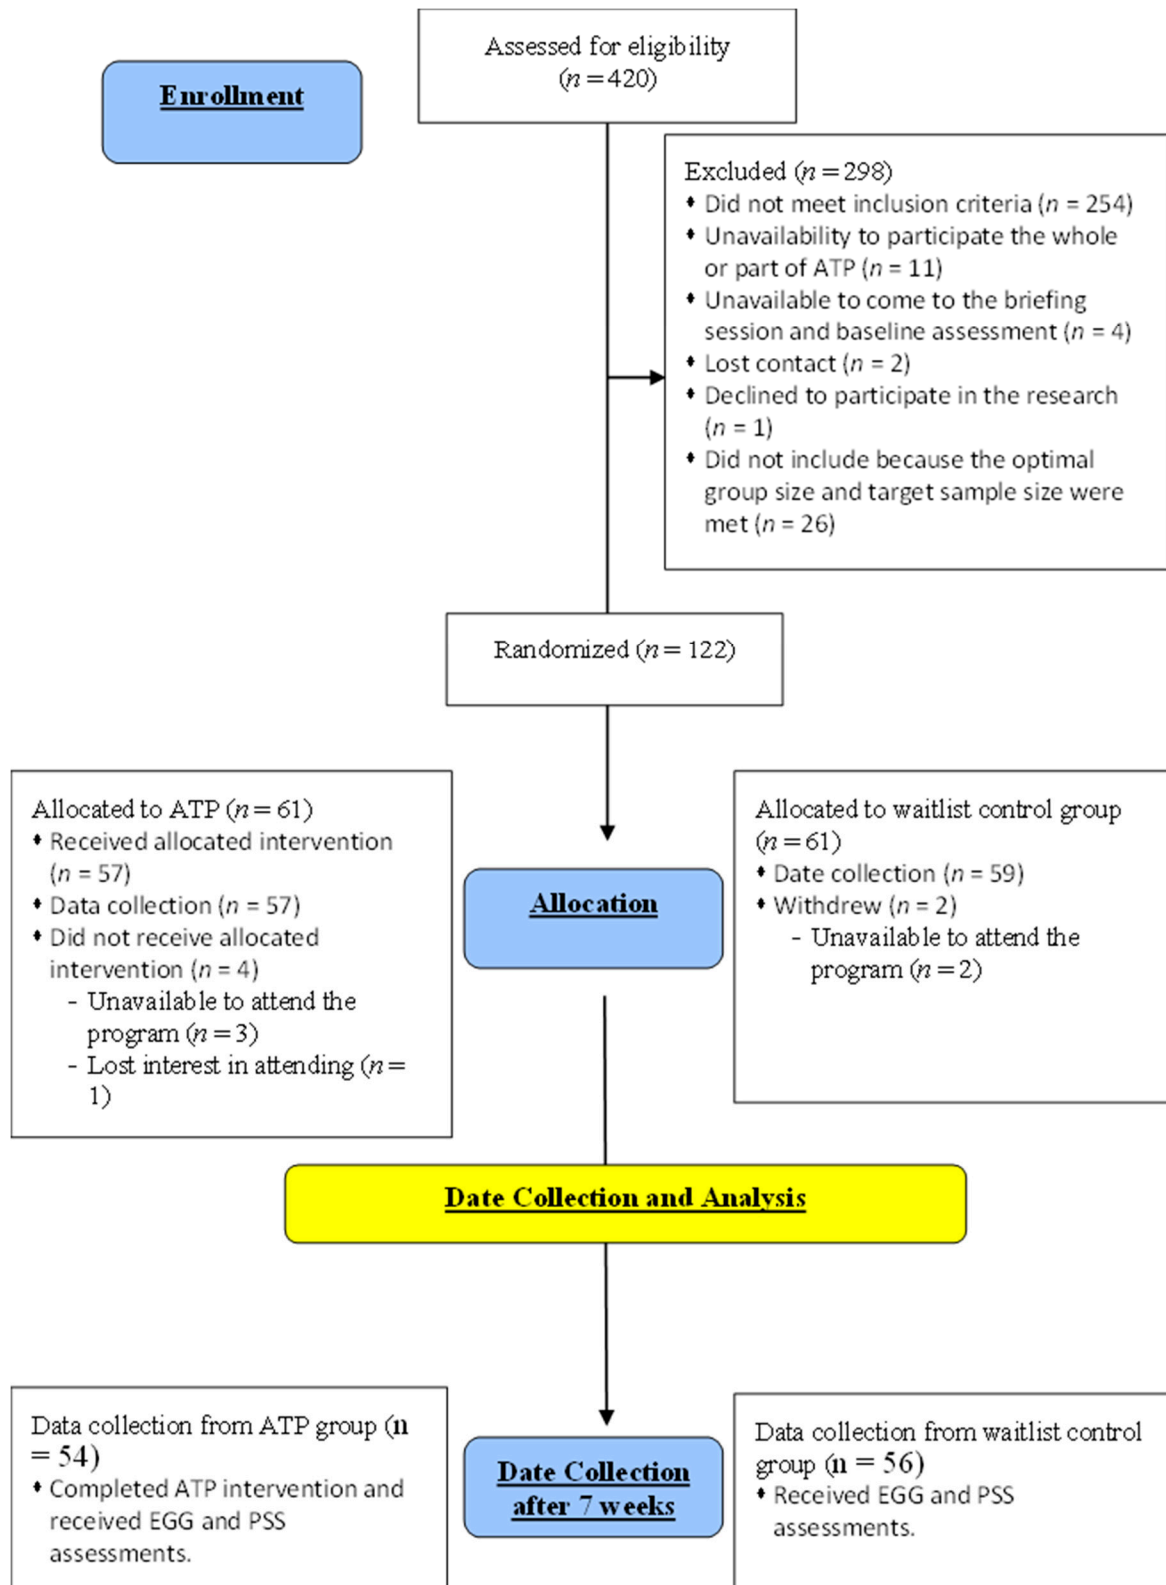 Assessed for eligibility
(n = 420)
Enrollment
Excluded (n = 298)
♦ Did not meet inclusion criteria (n = 254)
♦ Unavailability to participate the whole
or part of ATP (n = 11)
♦ Unavailable to come to the briefing
session and baseline assessment (n = 4)
♦ Lost contact (n = 2)
♦ Declined to participate in the research
(n = 1)
♦ Did not include because the optimal
group size and target sample size were
met (n = 26)
Randomized (n = 122)
Allocated to ATP (n = 61)
♦ Received allocated intervention
(n = 57)
♦ Data collection (n = 57)
♦ Did not receive allocated
intervention (n = 4)
- Unavailable to attend the
program (n = 3)
- Lost interest in attending (n =
1)
Allocation
Allocated to waitlist control group
(n = 61)
♦ Date collection (n = 59)
♦ Withdrew (n = 2)
- Unavailable to attend the
program (n = 2)
Date Collection and Analysis
Data collection from ATP group (n
= 54)
♦ Completed ATP intervention and
received EGG and PSS
assessments.
Date Collection
after 7 weeks
Data collection from waitlist control
group (n = 56)
♦ Received EGG and PSS
assessments.